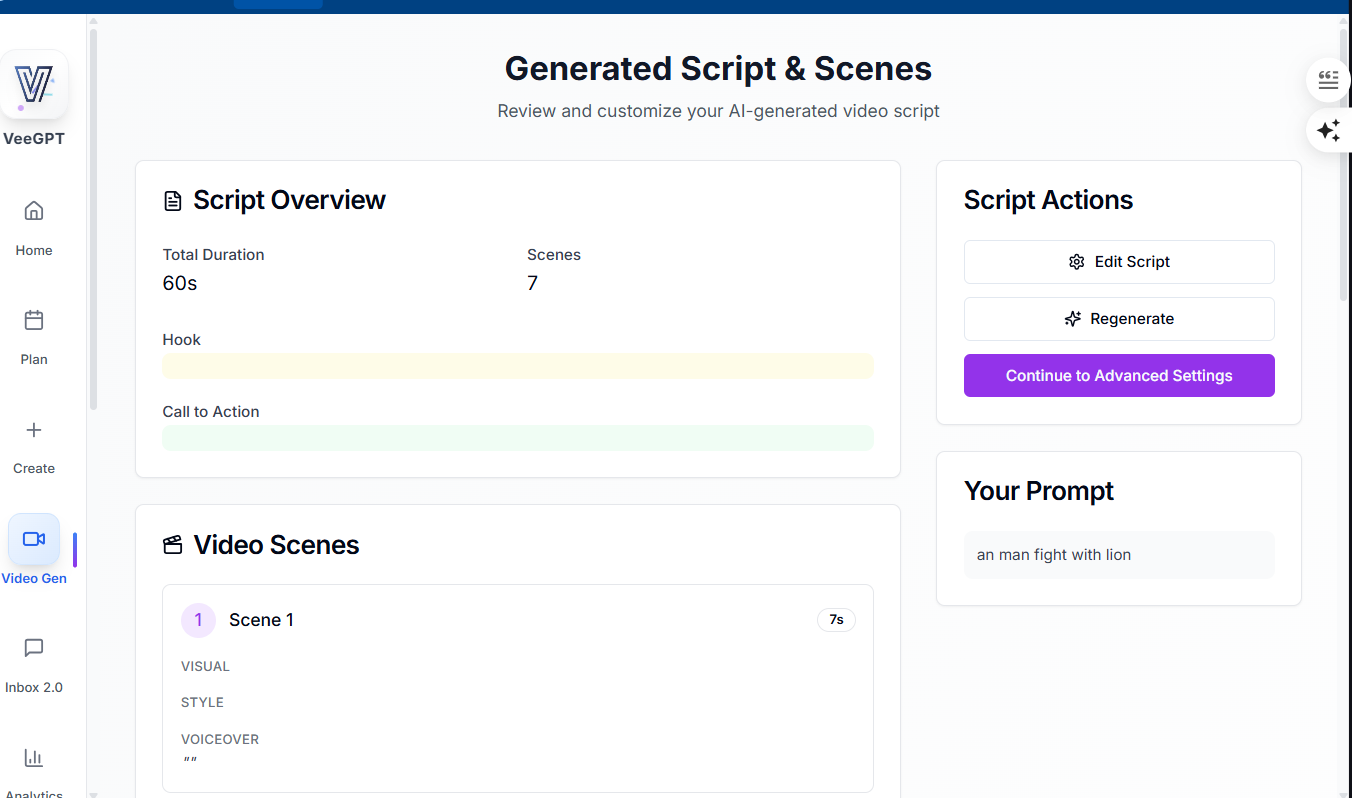 VeeGPT
Home
Plan
Create
Video Gen
Inbox 2.0
Analytics
Generated Script & Scenes
Review and customize your AI-generated video script
Script Overview
Total Duration
60s
Scenes
7
Hook
Call to Action
Video Scenes
1
Scene 1
7s
VISUAL
STYLE
VOICEOVER
""
Script Actions
Edit Script
Regenerate
Continue to Advanced Settings
Your Prompt
an man fight with lion